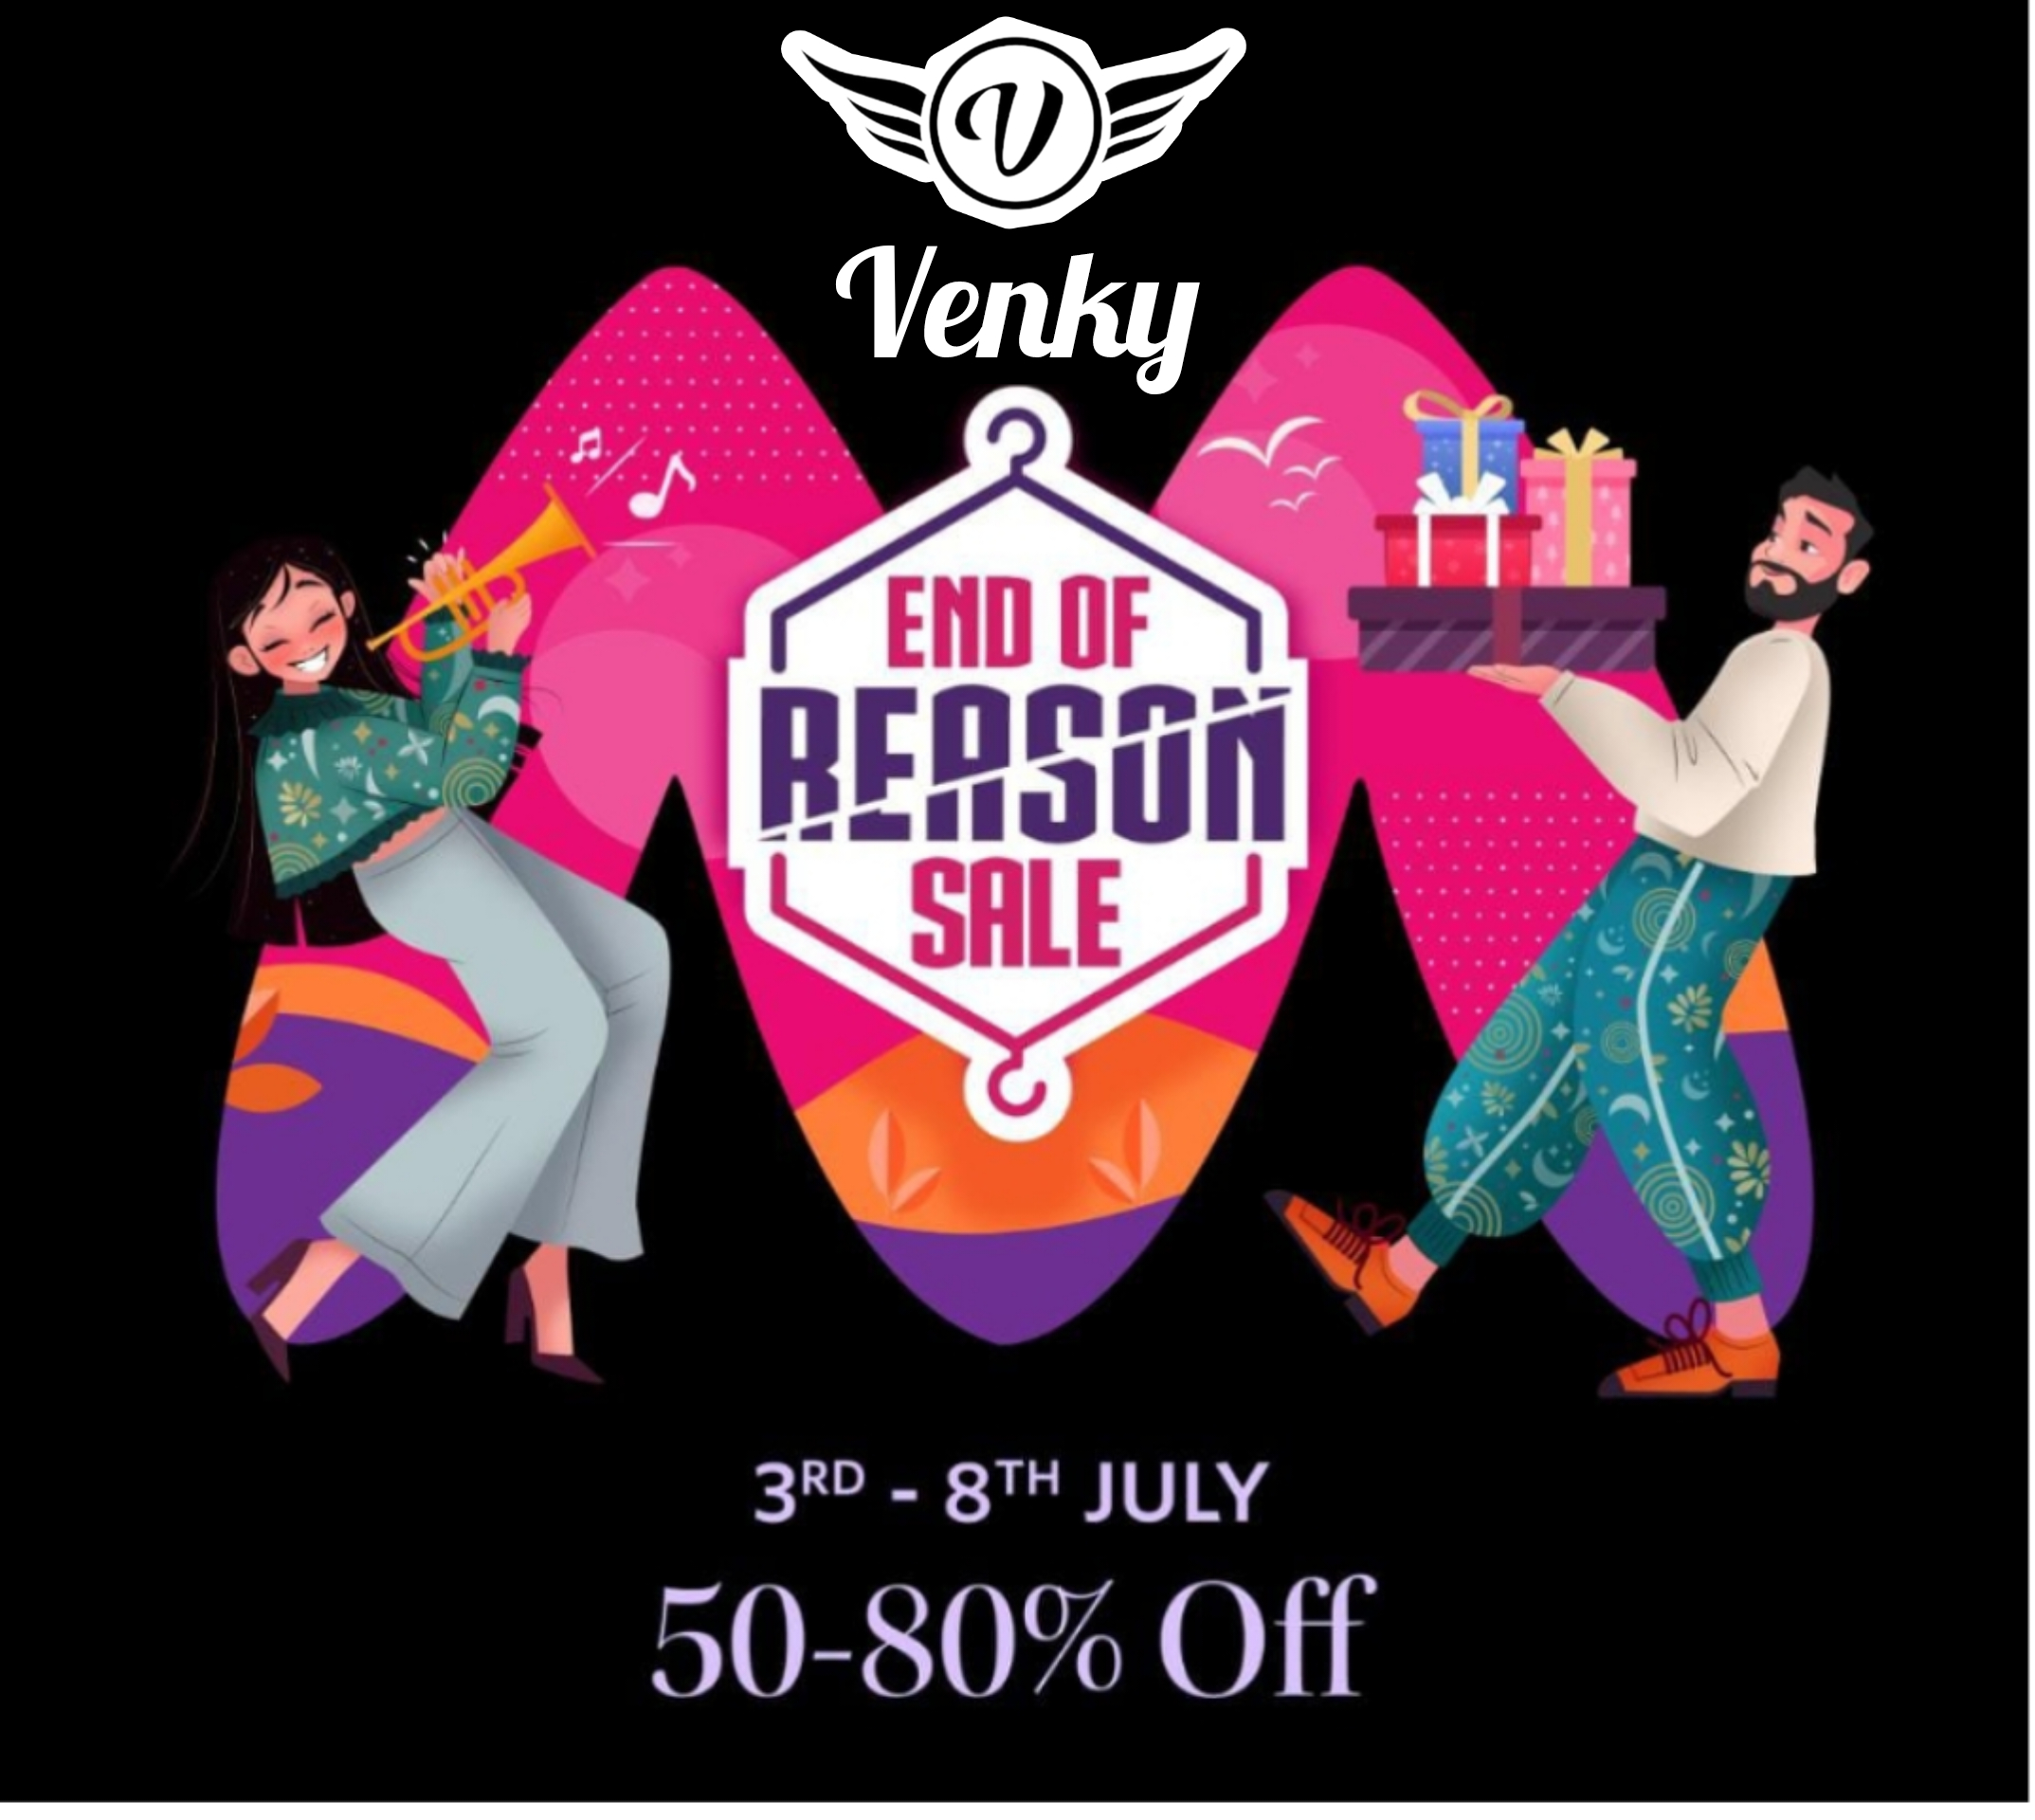 V
Venky
END OF
REASON
SALE
3RD - 8TH JULY
50-80% Off